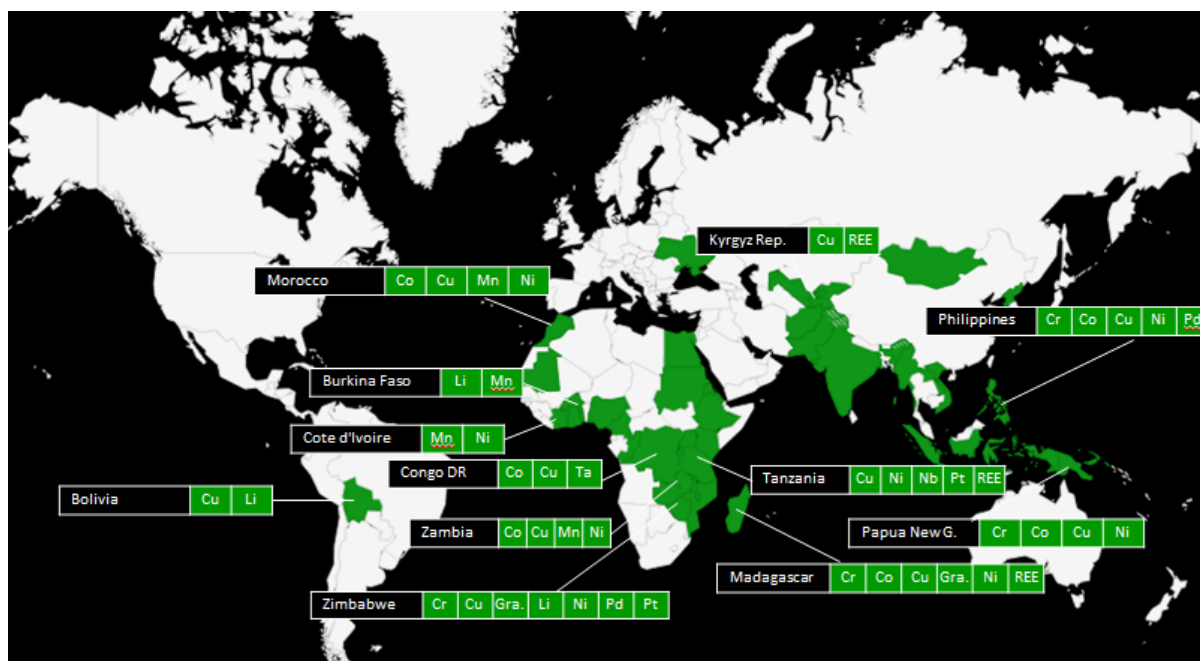 Kyrgyz Rep. Cu REE
Morocco Co Cu Mn Ni
Philippines Cr Co Cu Ni Pd
Burkina Faso Li Mn
Cote d'Ivoire Mn Ni
Congo DR Co Cu Ta
Tanzania Cu Ni Nb Pt REE
Bolivia Cu Li
Zambia Co Cu Mn Ni
Papua New G. Cr Co Cu Ni
Madagascar Cr Co Cu Gra. Ni REE
Zimbabwe Cr Cu Gra. Li Ni Pd Pt